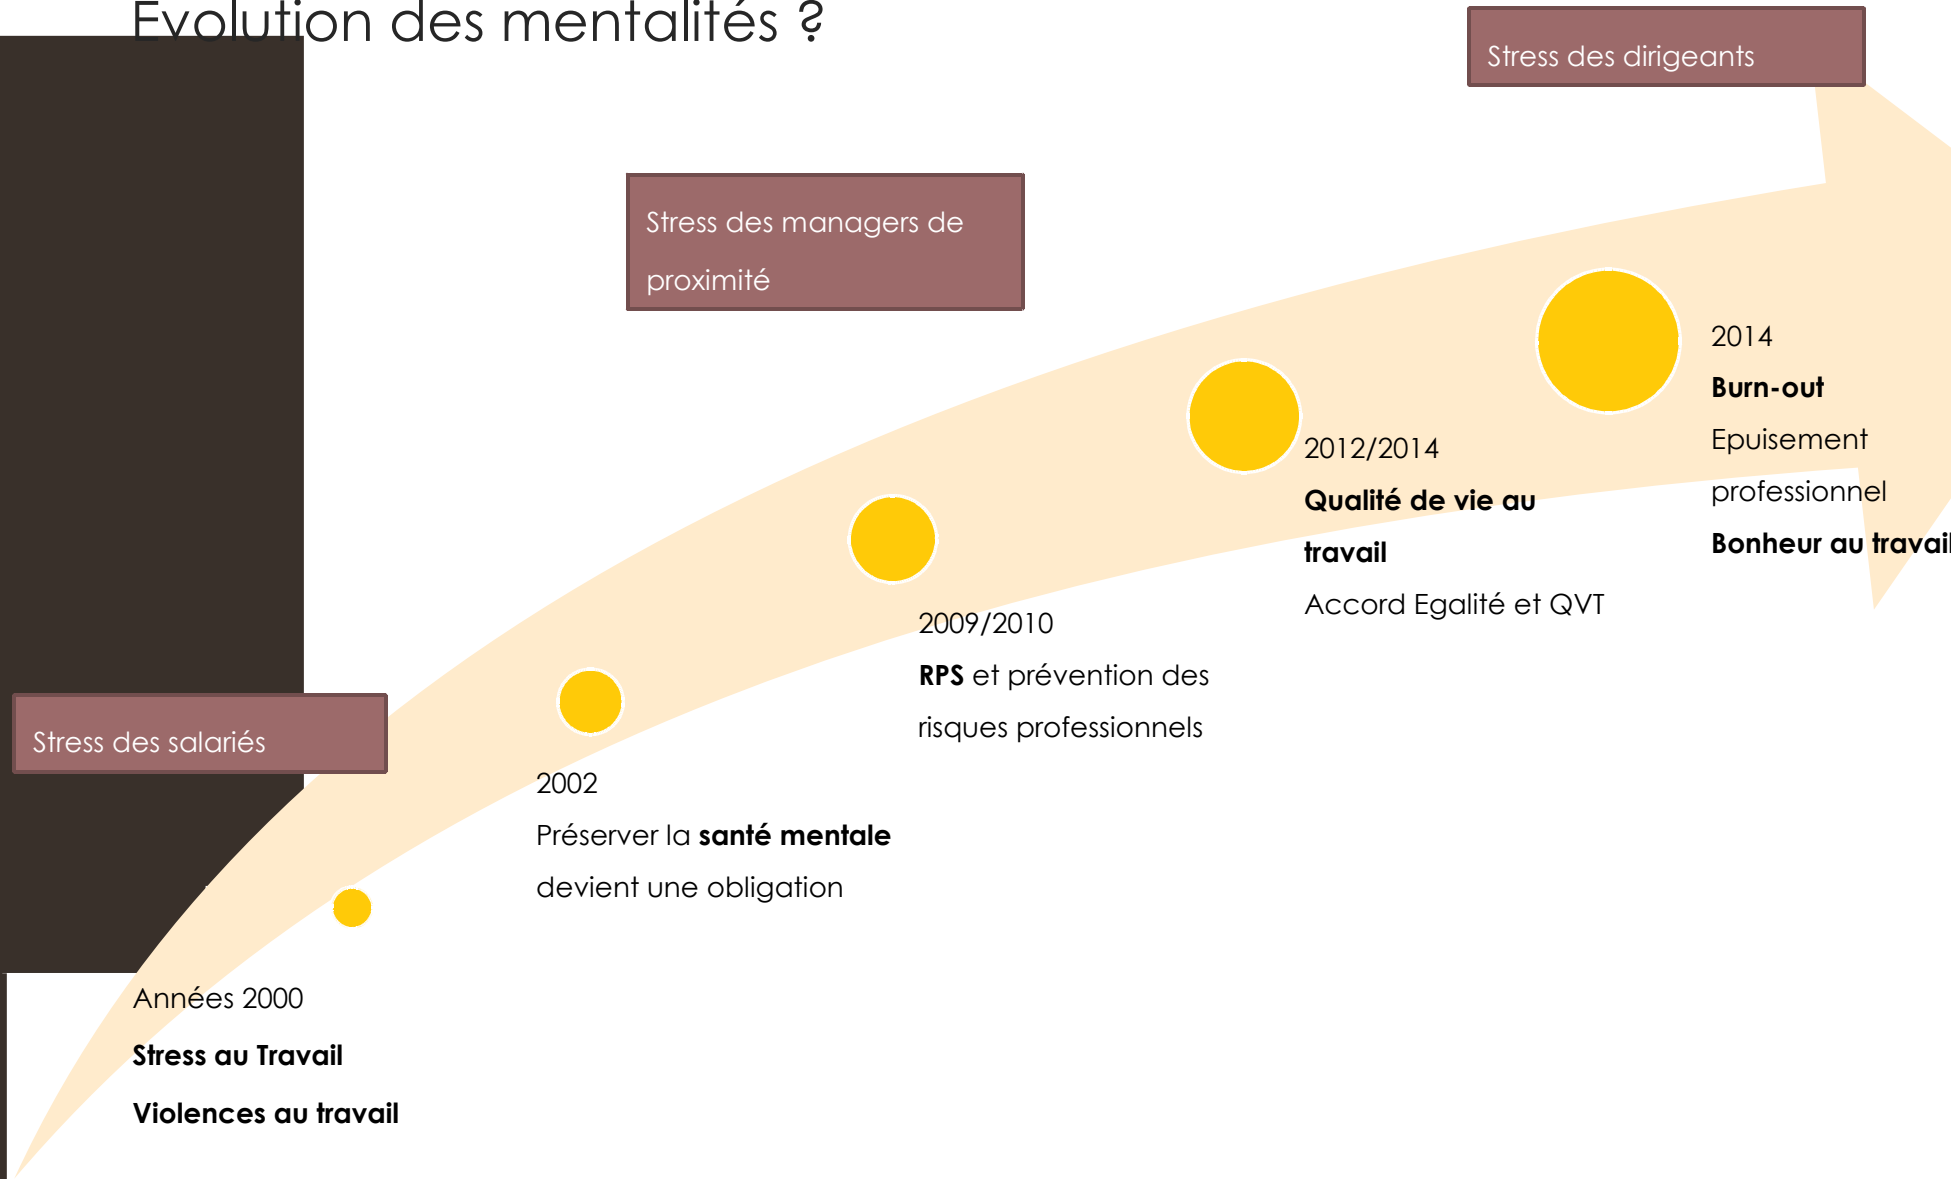 Evolution des mentalités ?
Stress des dirigeants
Stress des managers de
proximité
Stress des salariés
2014
Burn-out
Epuisement
professionnel
Bonheur au travail
2012/2014
Qualité de vie au
travail
Accord Egalité et QVT
2009/2010
RPS et prévention des
risques professionnels
2002
Préserver la santé mentale
devient une obligation
Années 2000
Stress au Travail
Violences au travail